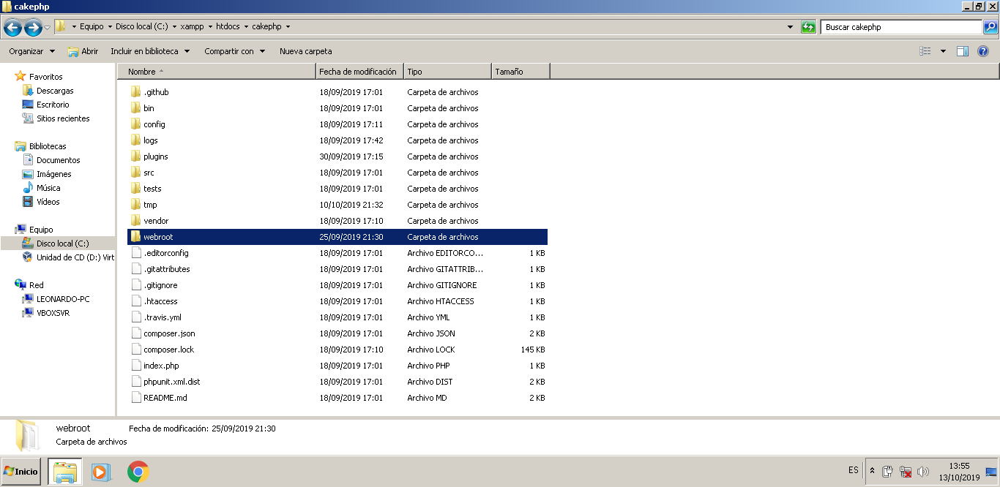 cakephp
Equipo Disco local (C:) xampp htdocs cakephp
Buscar cakephp
Organizar Abrir Incluir en biblioteca Compartir con Nueva carpeta
Nombre Fecha de modificación Tipo Tamaño
Favoritos
Descargas
Escritorio
Sitios recientes
Bibliotecas
Documentos
Imágenes
Música
Vídeos
Equipo
Disco local (C:)
Unidad de CD (D:) Virt
Red
LEONARDO-PC
VBOXSVR
.github 18/09/2019 17:01 Carpeta de archivos
bin 18/09/2019 17:01 Carpeta de archivos
config 18/09/2019 17:11 Carpeta de archivos
logs 18/09/2019 17:42 Carpeta de archivos
plugins 30/09/2019 17:15 Carpeta de archivos
src 18/09/2019 17:01 Carpeta de archivos
tests 18/09/2019 17:01 Carpeta de archivos
tmp 10/10/2019 21:32 Carpeta de archivos
vendor 18/09/2019 17:10 Carpeta de archivos
webroot 25/09/2019 21:30 Carpeta de archivos
.editorconfig 18/09/2019 17:01 Archivo EDITORCO... 1 KB
.gitattributes 18/09/2019 17:01 Archivo GITATTRIB... 1 KB
.gitignore 18/09/2019 17:01 Archivo GITIGNORE 1 KB
.htaccess 18/09/2019 17:01 Archivo HTACCESS 1 KB
.travis.yml 18/09/2019 17:01 Archivo YML 1 KB
composer.json 18/09/2019 17:01 Archivo JSON 2 KB
composer.lock 18/09/2019 17:10 Archivo LOCK 145 KB
index.php 18/09/2019 17:01 Archivo PHP 1 KB
phpunit.xml.dist 18/09/2019 17:01 Archivo DIST 2 KB
README.md 18/09/2019 17:01 Archivo MD 2 KB
webroot Fecha de modificación: 25/09/2019 21:30
Carpeta de archivos
Inicio
ES
13:55
13/10/2019